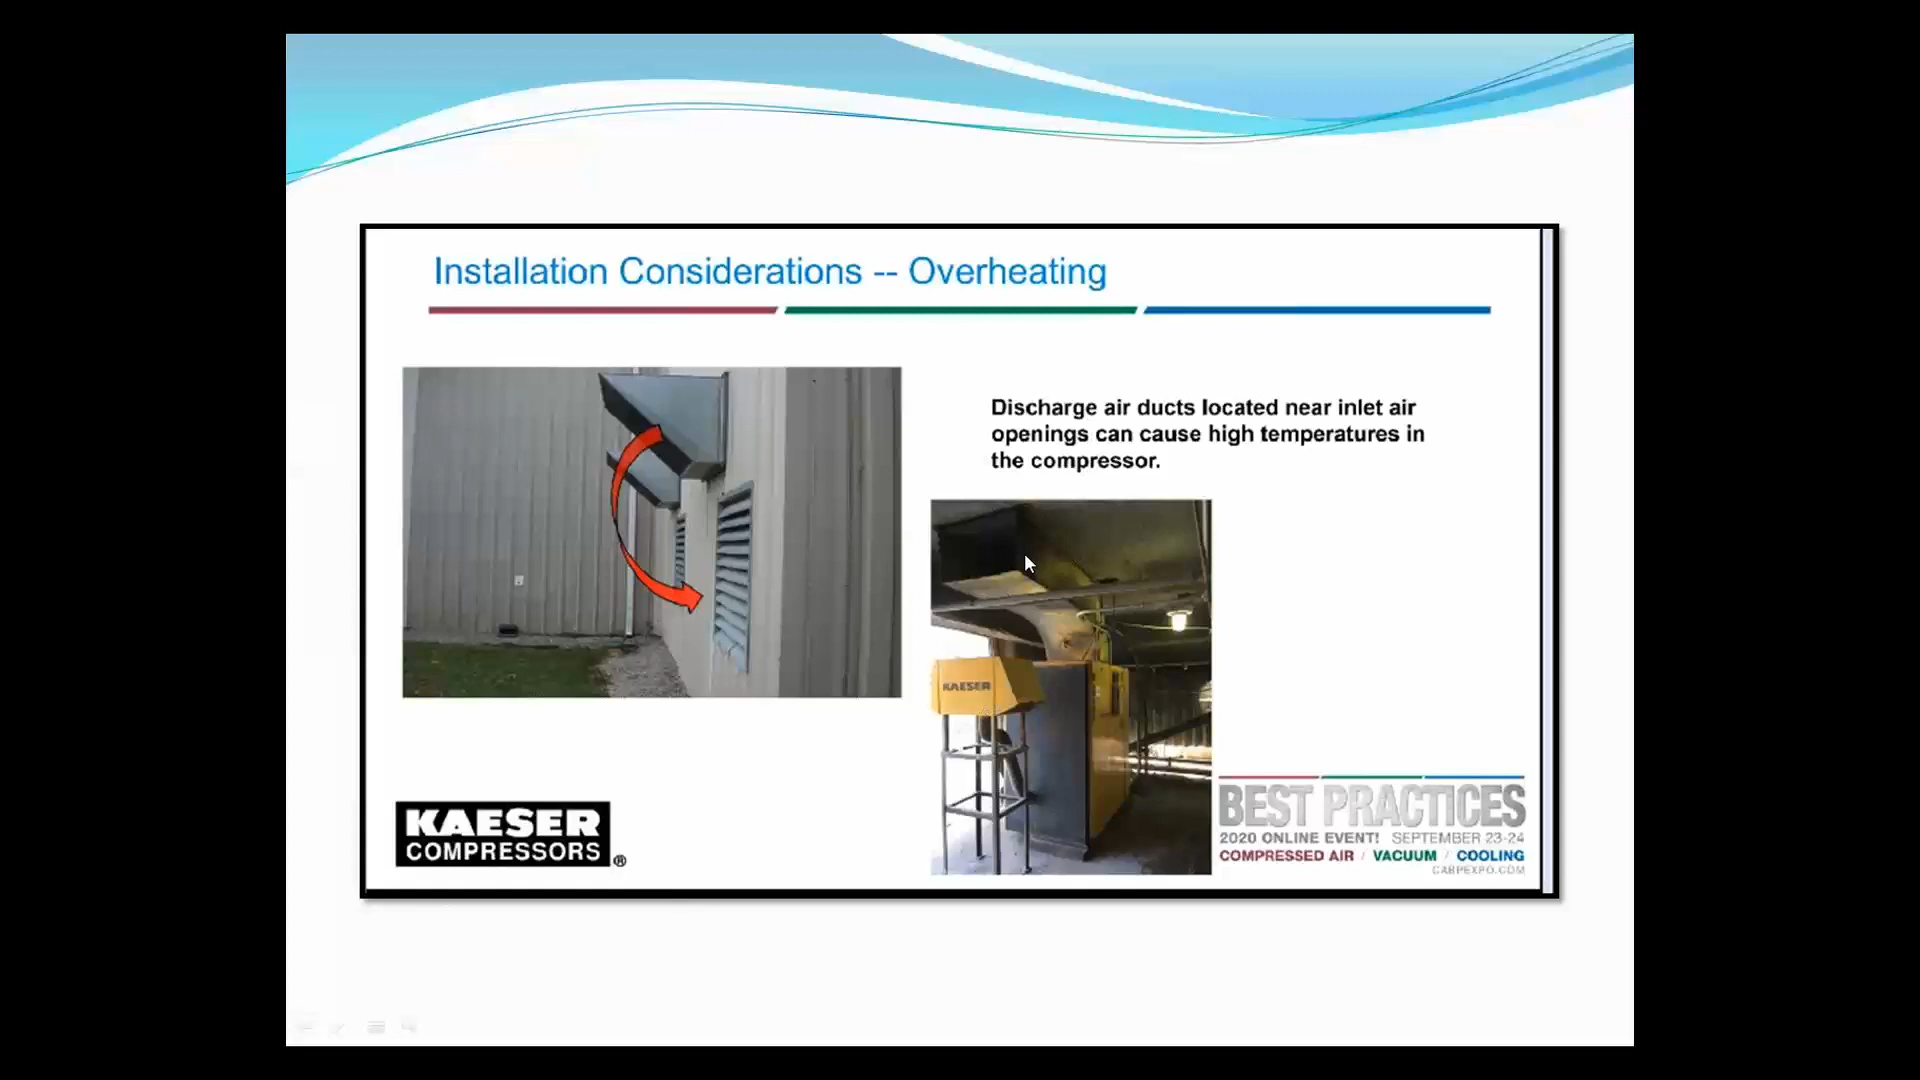 Installation Considerations -- Overheating
Discharge air ducts located near inlet air
openings can cause high temperatures in
the compressor.
KAESER
KAESER
COMPRESSORS®
BEST PRACTICES
2020 ONLINE EVENT! SEPTEMBER 23-24
COMPRESSED AIR / VACUUM / COOLING
CABPEXPO.COM